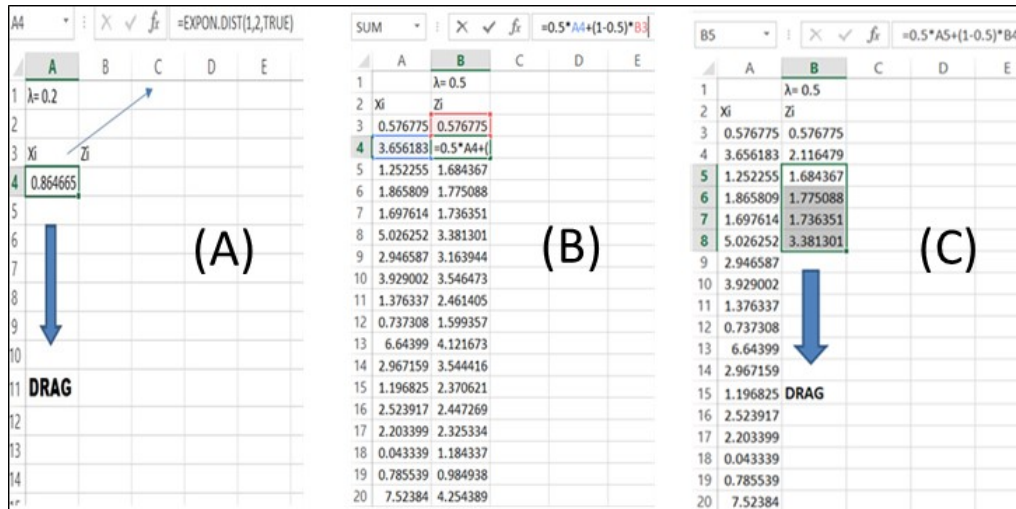 A4 =EXPON.DIST(1,2,TRUE)
A B C D E
1 λ= 0.2
2
3 Xi Zi
4 0.864665
5
6
7
8
9
10
11 DRAG
12
13
14
(A)
SUM =0.5*A4+(1-0.5)*B3
A B C D E
1 λ= 0.5
2 Xi Zi
3 0.576775 0.576775
4 3.656183 =0.5*A4+(
5 1.252255 1.684367
6 1.865809 1.775088
7 1.697614 1.736351
8 5.026252 3.381301
9 2.946587 3.163944
10 3.929002 3.546473
11 1.376337 2.461405
12 0.737308 1.599357
13 6.64399 4.121673
14 2.967159 3.544416
15 1.196825 2.370621
16 2.523917 2.447269
17 2.203399 2.325334
18 0.043339 1.184337
19 0.785539 0.984938
20 7.52384 4.254389
(B)
B5 =0.5*A5+(1-0.5)*B4
A B C D E
1 λ= 0.5
2 Xi Zi
3 0.576775 0.576775
4 3.656183 2.116479
5 1.252255 1.684367
6 1.865809 1.775088
7 1.697614 1.736351
8 5.026252 3.381301
9 2.946587
10 3.929002
11 1.376337
12 0.737308
13 6.64399
14 2.967159
15 1.196825 DRAG
16 2.523917
17 2.203399
18 0.043339
19 0.785539
20 7.52384
(C)